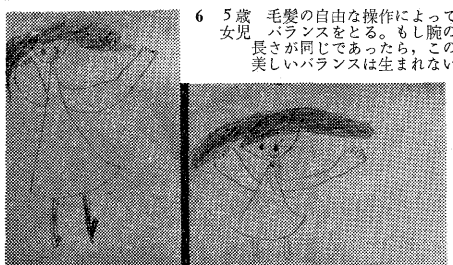 6 5歳 毛髪の自由な操作によって
女児 バランスをとる。もし腕の
長さが同じであったら，この
美しいバランスは生まれない